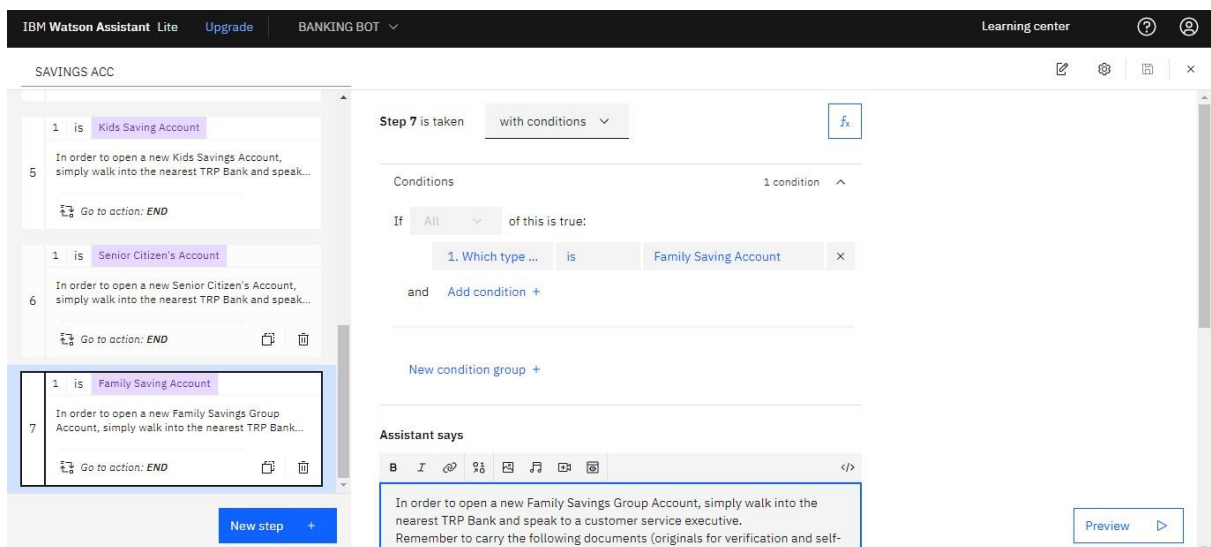 IBM Watson Assistant Lite Upgrade BANKING BOT Learning center
SAVINGS ACC
1 is Kids Saving Account
In order to open a new Kids Savings Account,
5 simply walk into the nearest TRP Bank and speak...
Go to action: END
1 is Senior Citizen's Account
In order to open a new Senior Citizen's Account,
6 simply walk into the nearest TRP Bank and speak...
Go to action: END
1 is Family Saving Account
In order to open a new Family Savings Group
7 Account, simply walk into the nearest TRP Bank...
Go to action: END
New step +
Step 7 is taken with conditions fx
Conditions 1 condition
If All of this is true:
1. Which type ... is Family Saving Account ×
and Add condition +
New condition group +
Assistant says
B I </>
In order to open a new Family Savings Group Account, simply walk into the
nearest TRP Bank and speak to a customer service executive.
Remember to carry the following documents (originals for verification and self-
Preview